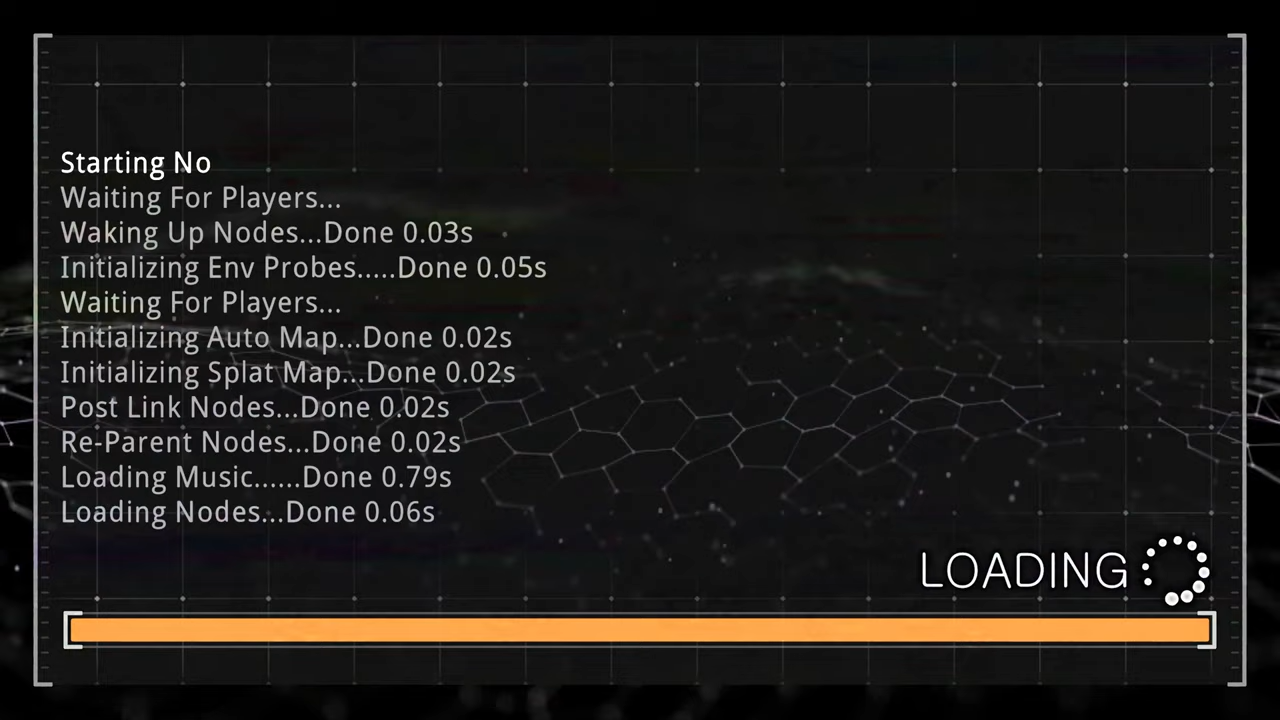 Starting No
Waiting For Players...
Waking Up Nodes...Done 0.03s
Initializing Env Probes.....Done 0.05s
Waiting For Players...
Initializing Auto Map...Done 0.02s
Initializing Splat Map...Done 0.02s
Post Link Nodes...Done 0.02s
Re-Parent Nodes...Done 0.02s
Loading Music......Done 0.79s
Loading Nodes...Done 0.06s
LOADING